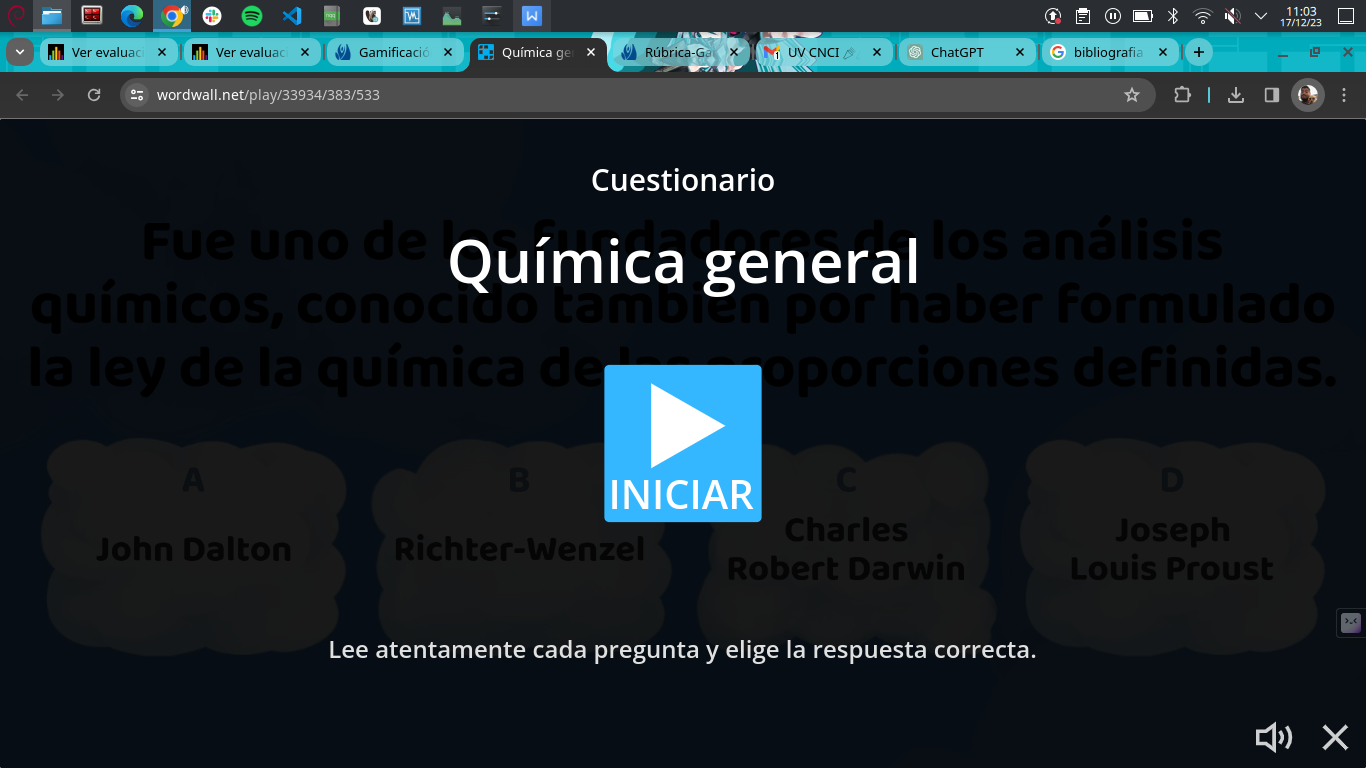 11:03
17/12/23
Ver evaluac
Ver evaluac
Gamificació
Química ge
Rúbrica-Ga
UV CNCI
ChatGPT
bibliografia
wordwall.net/play/33934/383/533
Cuestionario
Química general
Fue uno de los fundadores de los análisis
químicos, conocido también por haber formulado
la ley de la química de las proporciones definidas.
INICIAR
A
John Dalton
B
Richter-Wenzel
C
Charles
Robert Darwin
D
Joseph
Louis Proust
Lee atentamente cada pregunta y elige la respuesta correcta.